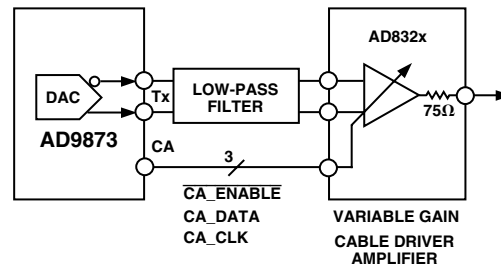 AD832x
DAC
Tx
LOW-PASS
FILTER
75Ω
AD9873
CA
3
CA_ENABLE
CA_DATA
CA_CLK
VARIABLE GAIN
CABLE DRIVER
AMPLIFIER